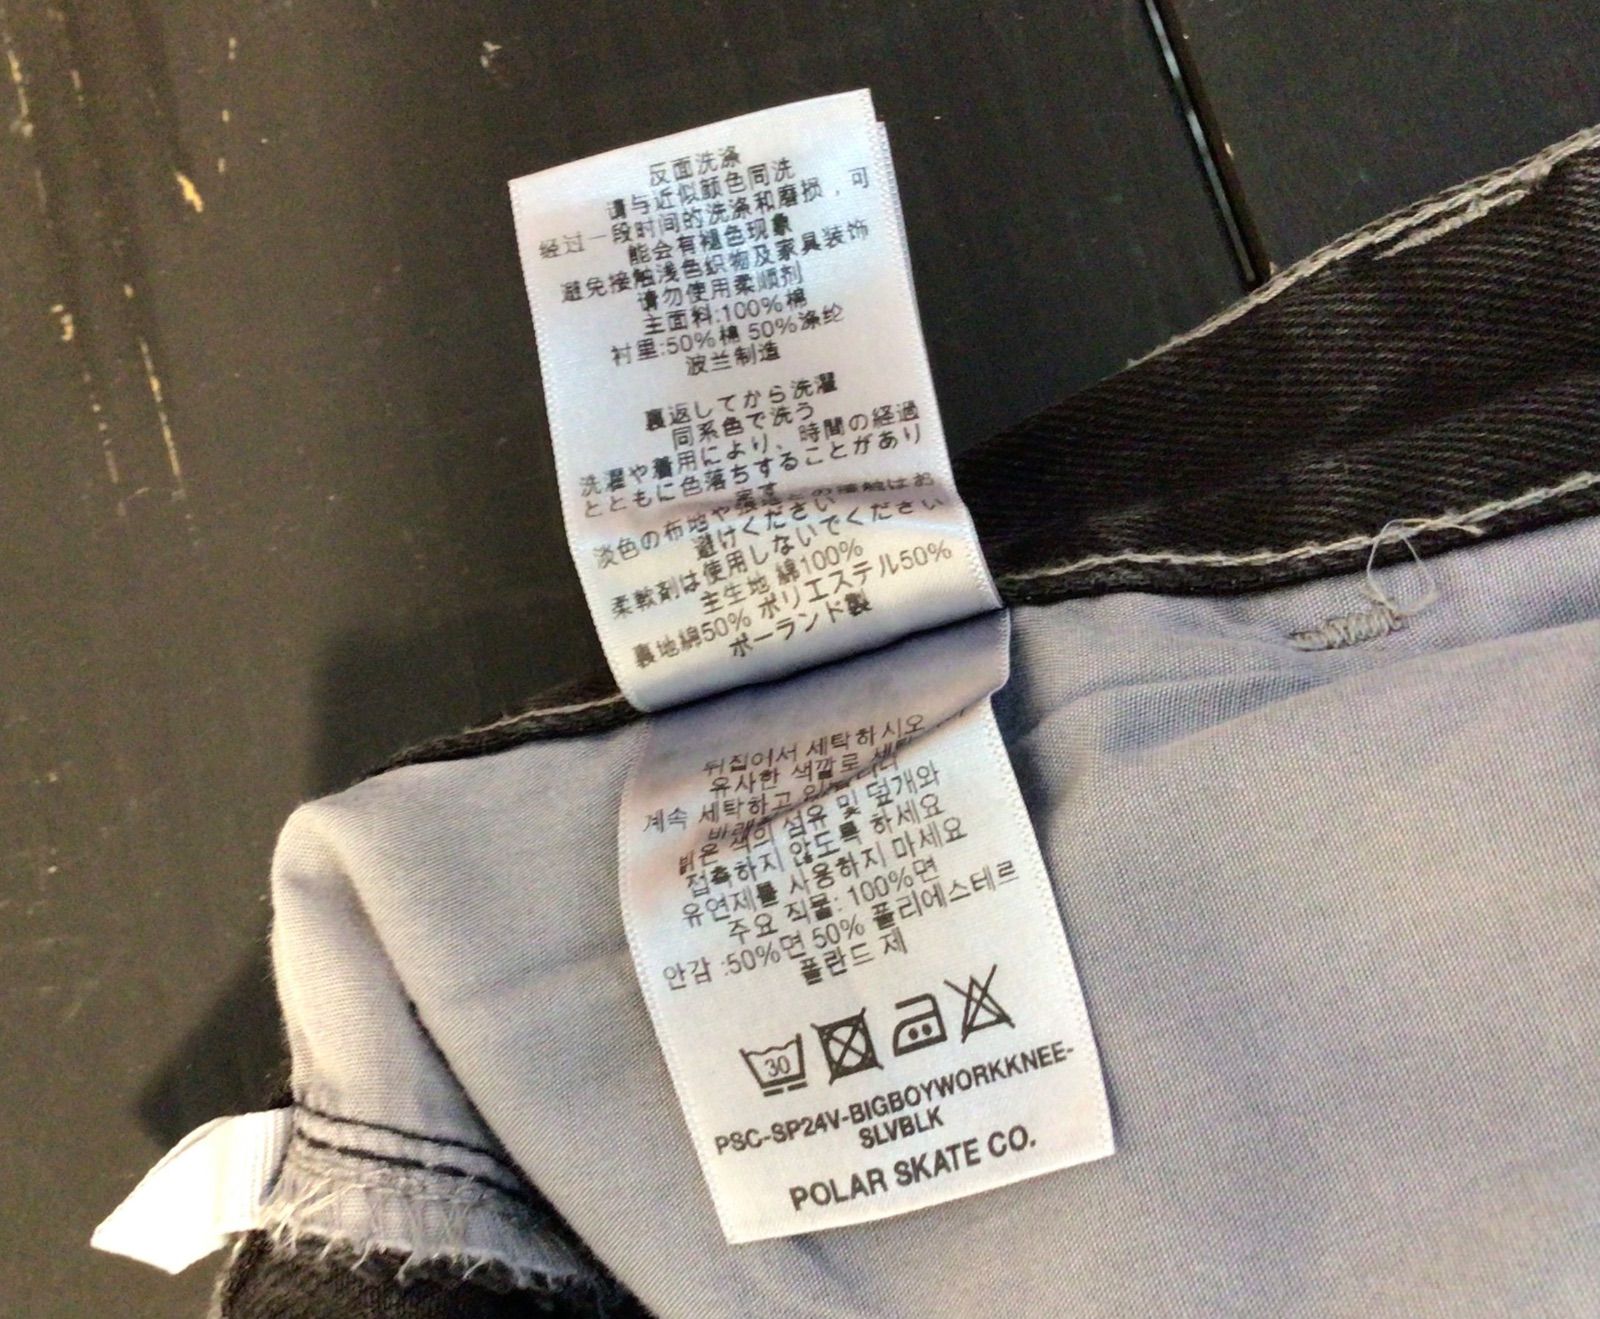 反面洗涤
请与近似颜色同洗
经过一段时间的洗涤和磨损，可
能会有褪色现象
避免接触浅色织物及家具装饰
请勿使用柔顺剂
主面料:100%棉
衬里:50%棉 50%涤纶
波兰制造
裏返してから洗濯
同系色で洗う
洗濯や着用により、時間の経過
とともに色落ちすることがあり
淡色の布地や の接触はお
避けください
柔軟剤は使用しないでください
主生地 綿100%
裏地綿50% ポリエステル50%
ポーランド製
뒤집어서 세탁하시오
유사한 색깔로
계속 세탁하고
밝은 색의 섬유 및 덮개와
접촉하지 않도록 하세요
유연제를 사용하지 마세요
주요 직물: 100%면
안감 :50%면 50% 폴리에스테르
폴란드 제
30
PSC-SP24V-BIGBOYWORKKNEE-
SLVBLK
POLAR SKATE CO.